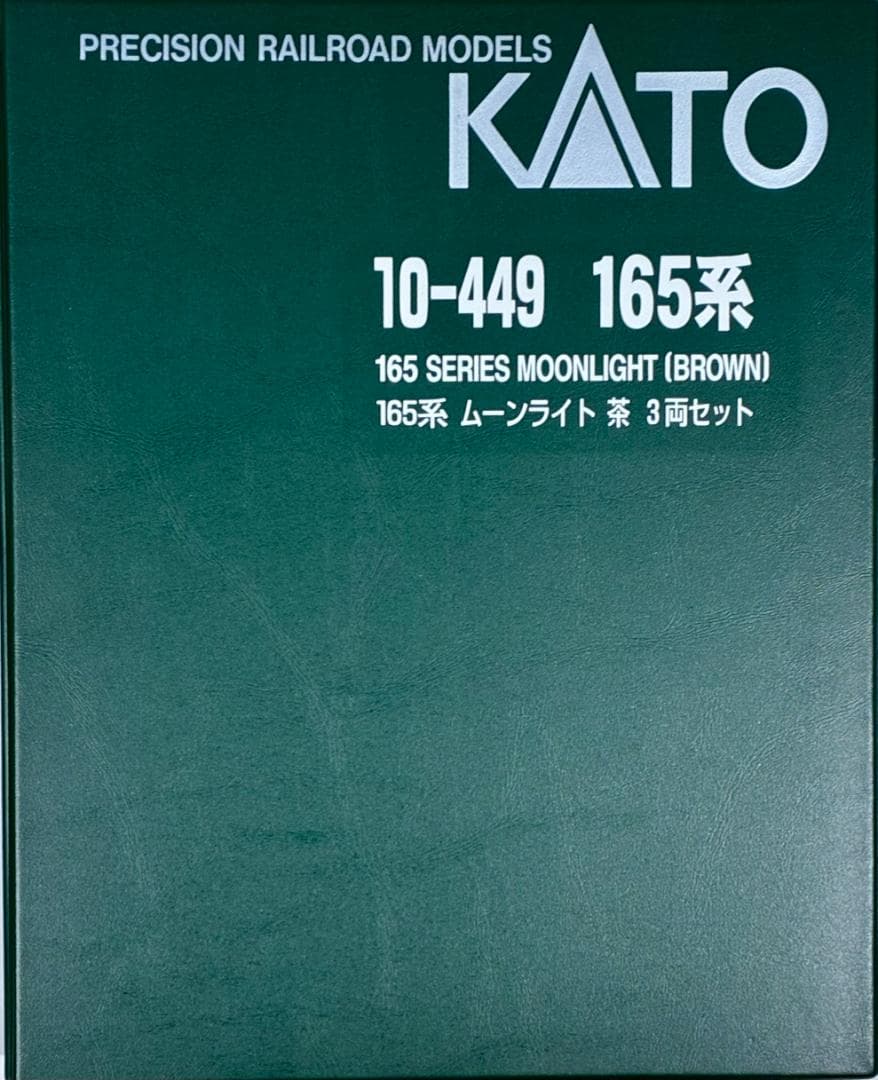 PRECISION RAILROAD MODELS
KATO
10-449 165系
165 SERIES MOONLIGHT (BROWN)
165系 ムーンライト 茶 3両セット